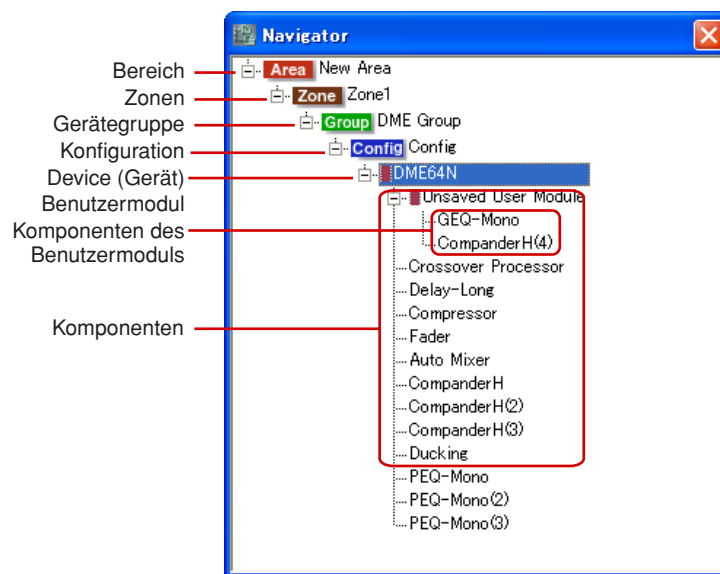 Navigator
Bereich
Area New Area
Zonen
Zone Zone1
Gerätegruppe
Group DME Group
Konfiguration
Config Config
Device (Gerät)
DME64N
Benutzermodul
Unsaved User Module
Komponenten des
Benutzermoduls
GEQ-Mono
CompanderH(4)
Crossover Processor
Delay-Long
Compressor
Komponenten
Fader
Auto Mixer
CompanderH
CompanderH(2)
CompanderH(3)
Ducking
PEQ-Mono
PEQ-Mono(2)
PEQ-Mono(3)